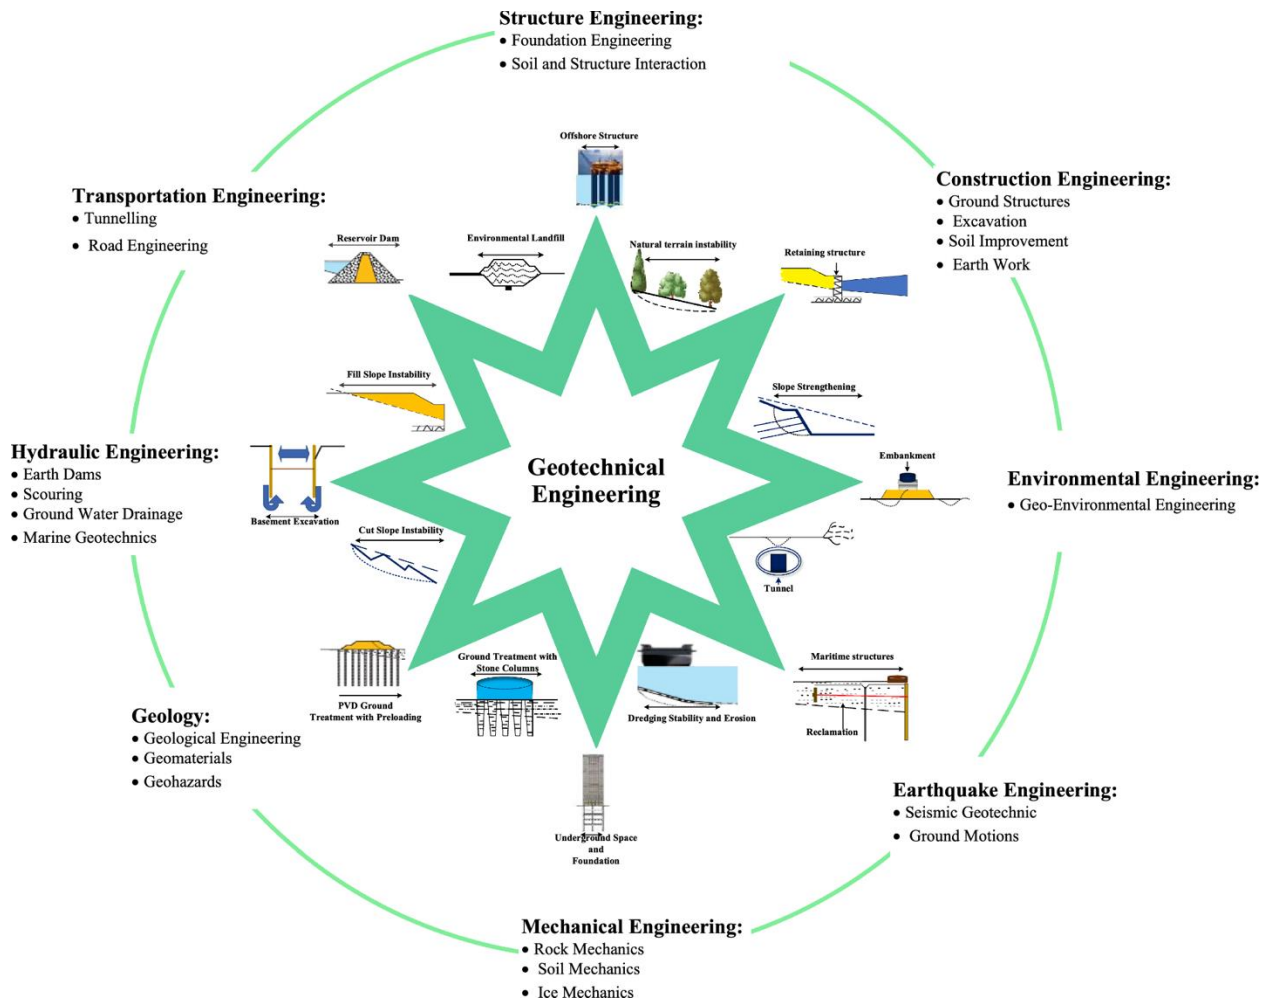 Structure Engineering:
• Foundation Engineering
• Soil and Structure Interaction
Transportation Engineering:
• Tunnelling
• Road Engineering
Construction Engineering:
• Ground Structures
• Excavation
• Soil Improvement
• Earth Work
Offshore Structure
Reservoir Dam
Environmental Landfill
Natural terrain instability
Retaining structure
Fill Slope Instability
Slope Strengthening
Hydraulic Engineering:
• Earth Dams
• Scouring
• Ground Water Drainage
• Marine Geotechnics
Basement Excavation
Cut Slope Instability
Geotechnical
Engineering
Embankment
Tunnel
Environmental Engineering:
• Geo-Environmental Engineering
PVD Ground
Treatment with Preloading
Ground Treatment with
Stone Columns
Dredging Stability and Erosion
Maritime structures
Reclamation
Geology:
• Geological Engineering
• Geomaterials
• Geohazards
Underground Space
and
Foundation
Earthquake Engineering:
• Seismic Geotechnic
• Ground Motions
Mechanical Engineering:
• Rock Mechanics
• Soil Mechanics
• Ice Mechanics